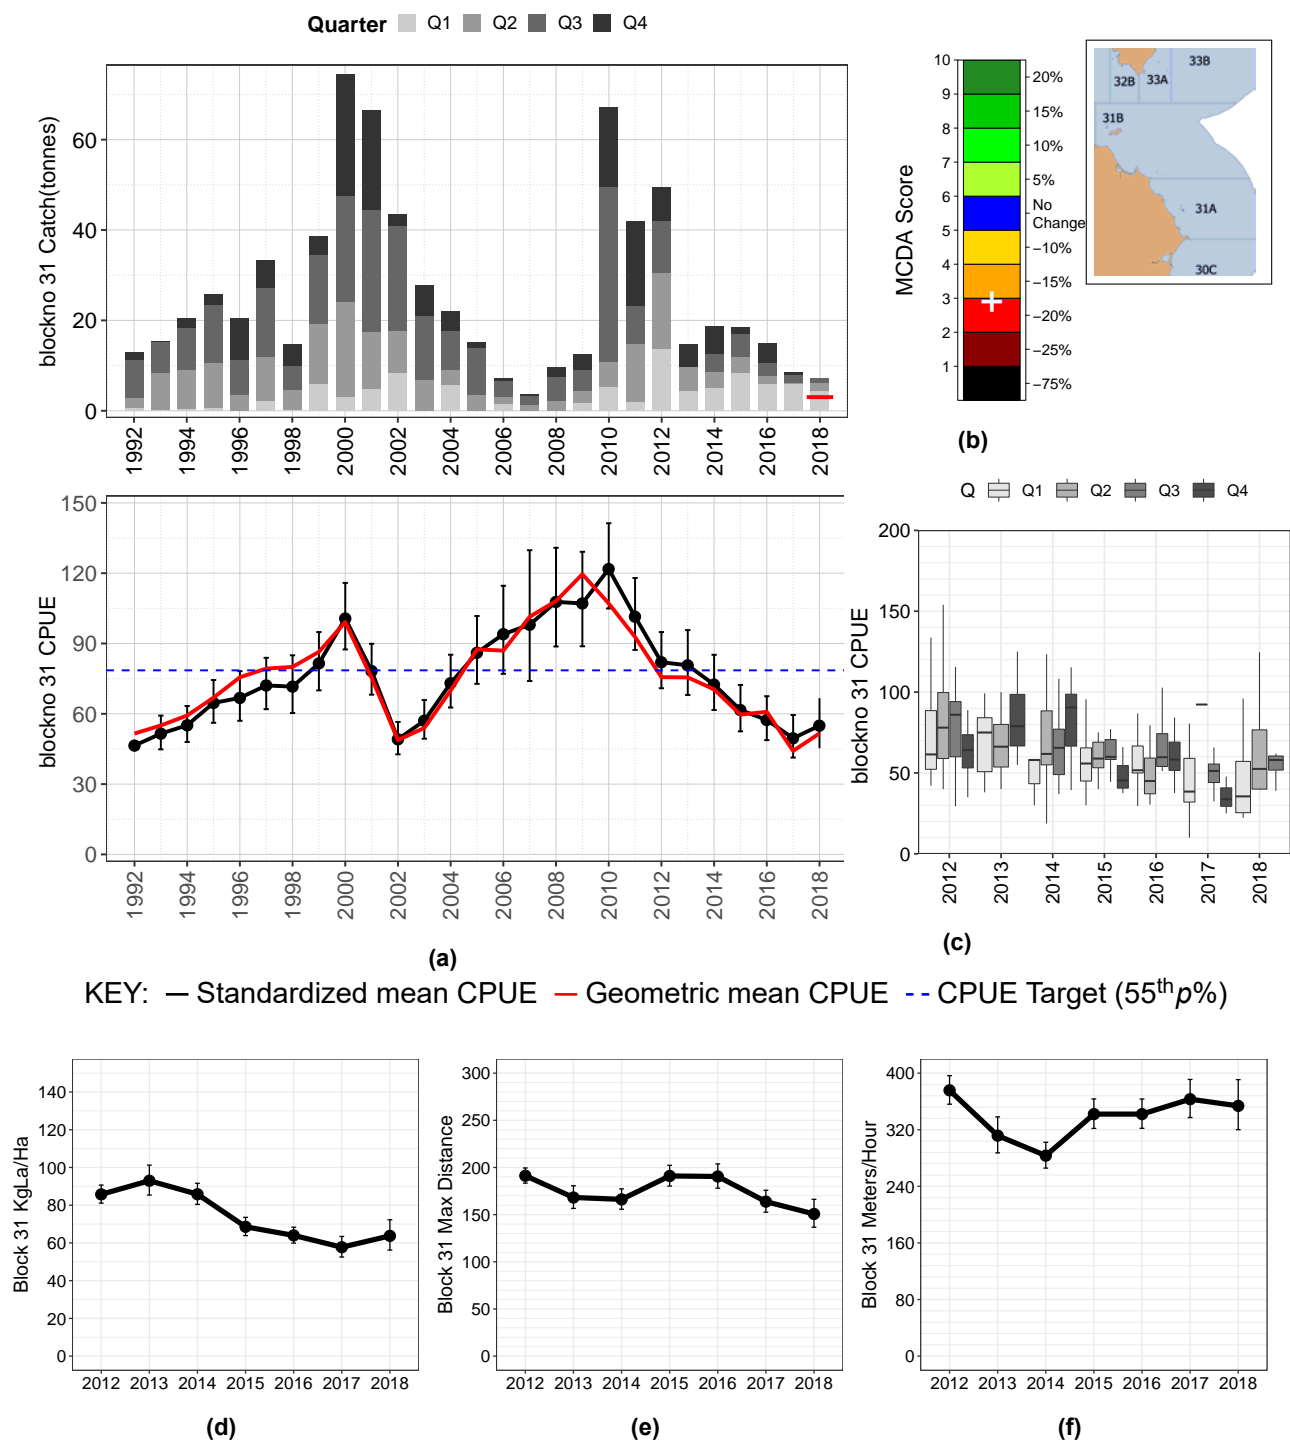 Quarter Q1 Q2 Q3 Q4
blockno 31 Catch(tonnes)
60
40
20
0
1992 1994 1996 1998 2000 2002 2004 2006 2008 2010 2012 2014 2016 2018
MCDA Score
10
9
8
7
6
5
4
3
2
1
20%
15%
10%
5%
No
Change
−10%
−15%
−20%
−25%
−75%
33B
32B 33A
31B
31A
30C
(b)
blockno 31 CPUE
150
120
90
60
30
0
1992 1994 1996 1998 2000 2002 2004 2006 2008 2010 2012 2014 2016 2018
(a)
Q Q1 Q2 Q3 Q4
blockno 31 CPUE
200
150
100
50
0
2012 2013 2014 2015 2016 2017 2018
(c)
KEY: Standardized mean CPUE Geometric mean CPUE CPUE Target (55th p%)
Block 31 KgLa/Ha
140
120
100
80
60
40
20
0
2012 2013 2014 2015 2016 2017 2018
(d)
Block 31 Max Distance
300
250
200
150
100
50
0
2012 2013 2014 2015 2016 2017 2018
(e)
Block 31 Meters/Hour
400
320
240
160
80
0
2012 2013 2014 2015 2016 2017 2018
(f)